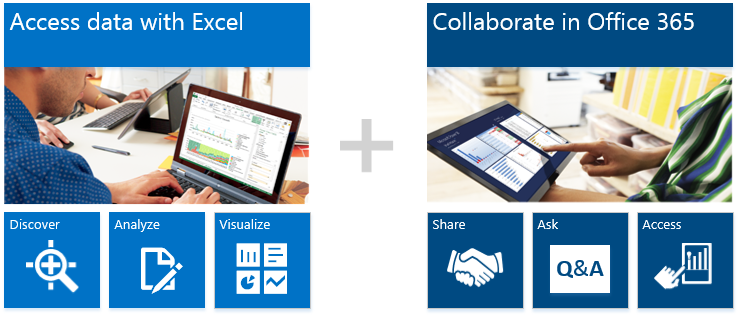 Access data with Excel
Collaborate in Office 365
Discover
Analyze
Visualize
Share
Ask
Access
Q&A